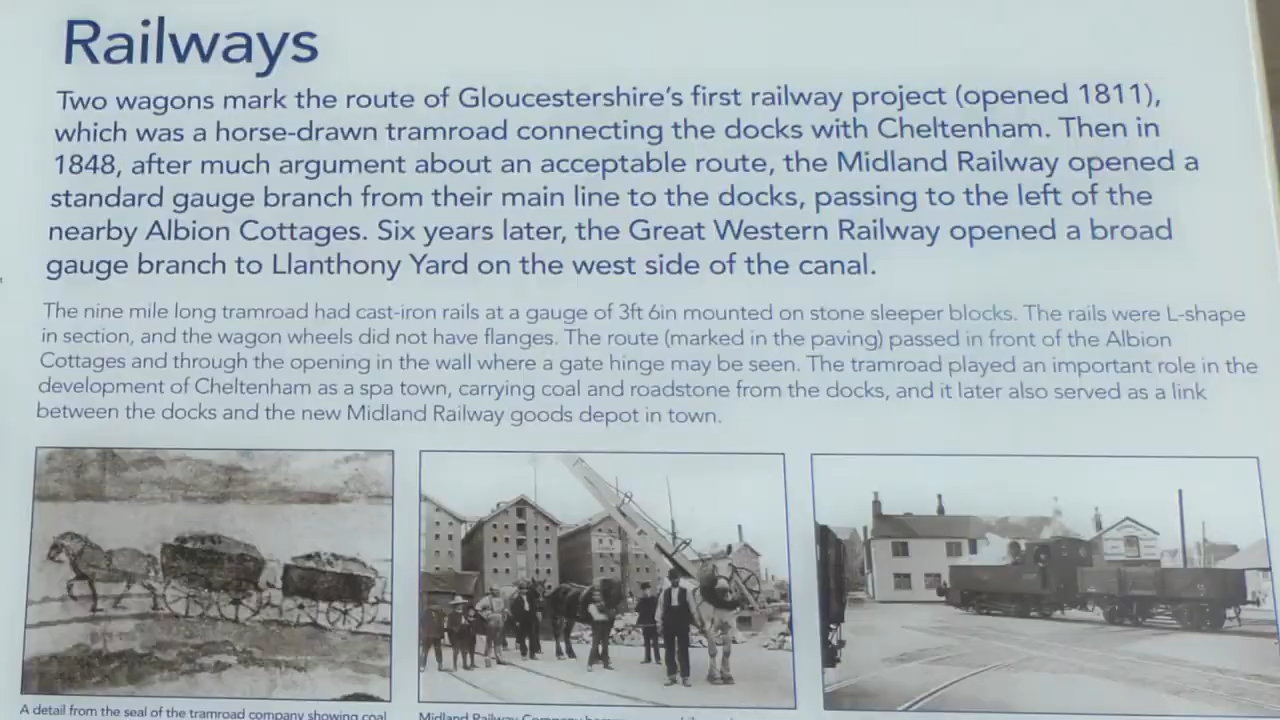 Railways
Two wagons mark the route of Gloucestershire's first railway project (opened 1811),
which was a horse-drawn tramroad connecting the docks with Cheltenham. Then in
1848, after much argument about an acceptable route, the Midland Railway opened a
standard gauge branch from their main line to the docks, passing to the left of the
nearby Albion Cottages. Six years later, the Great Western Railway opened a broad
gauge branch to Llanthony Yard on the west side of the canal.
The nine mile long tramroad had cast-iron rails at a gauge of 3ft 6in mounted on stone sleeper blocks. The rails were L-shape
in section, and the wagon wheels did not have flanges. The route (marked in the paving) passed in front of the Albion
Cottages and through the opening in the wall where a gate hinge may be seen. The tramroad played an important role in the
development of Cheltenham as a spa town, carrying coal and roadstone from the docks, and it later also served as a link
between the docks and the new Midland Railway goods depot in town.
A detail from the seal of the tramroad company showing coal
Midland Railway Company